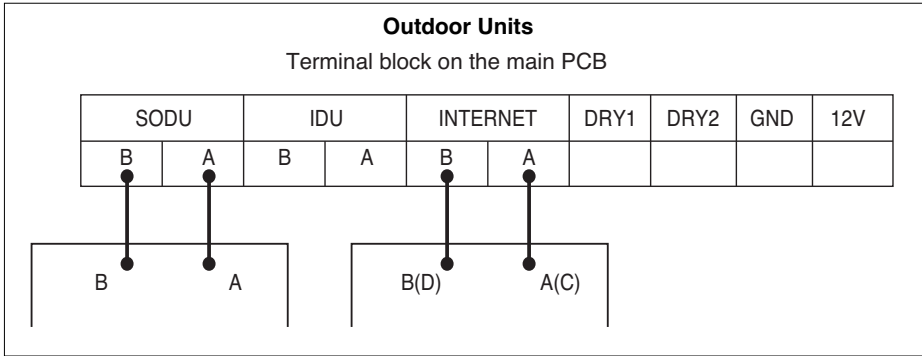 Outdoor Units
Terminal block on the main PCB
SODU IDU INTERNET DRY1 DRY2 GND 12V
B A B A B A
B A B(D) A(C)